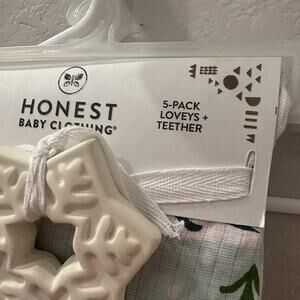 HONEST
BABY CLOTHING®
5-PACK
LOVEYS +
TEETHER